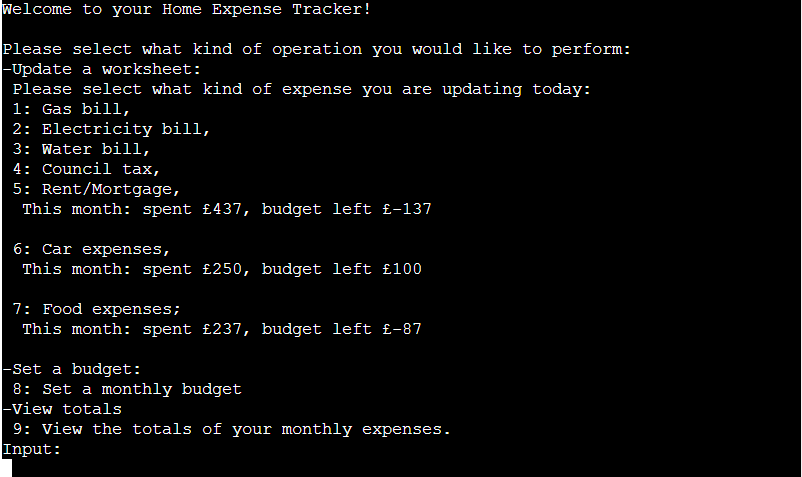 Welcome to your Home Expense Tracker!
Please select what kind of operation you would like to perform:
-Update a worksheet:
Please select what kind of expense you are updating today:
1: Gas bill,
2: Electricity bill,
3: Water bill,
4: Council tax,
5: Rent/Mortgage,
This month: spent £437, budget left £-137
6: Car expenses,
This month: spent £250, budget left £100
7: Food expenses;
This month: spent £237, budget left £-87
-Set a budget:
8: Set a monthly budget
-View totals
9: View the totals of your monthly expenses.
Input: